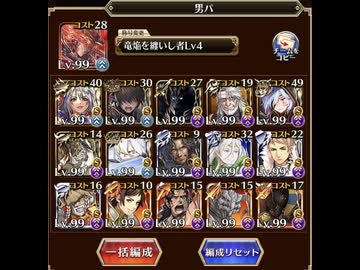 男パ
コスト28
Lv.99
称号変更
竜焔を纏いし者Lv4
チームを
コピー
コスト40 コスト30 コスト27 コスト19 コスト49
Lv.99 Lv.99 Lv.99 Lv.99 Lv.99
コスト14 コスト26 コスト28 コスト32 コスト22
Lv.99 Lv.99 Lv.99 Lv.99 Lv.99
コスト16 コスト10 コスト25 コスト15 コスト17
Lv.99 Lv.99 Lv.99 Lv.99 Lv.99
一括編成
編成リセット